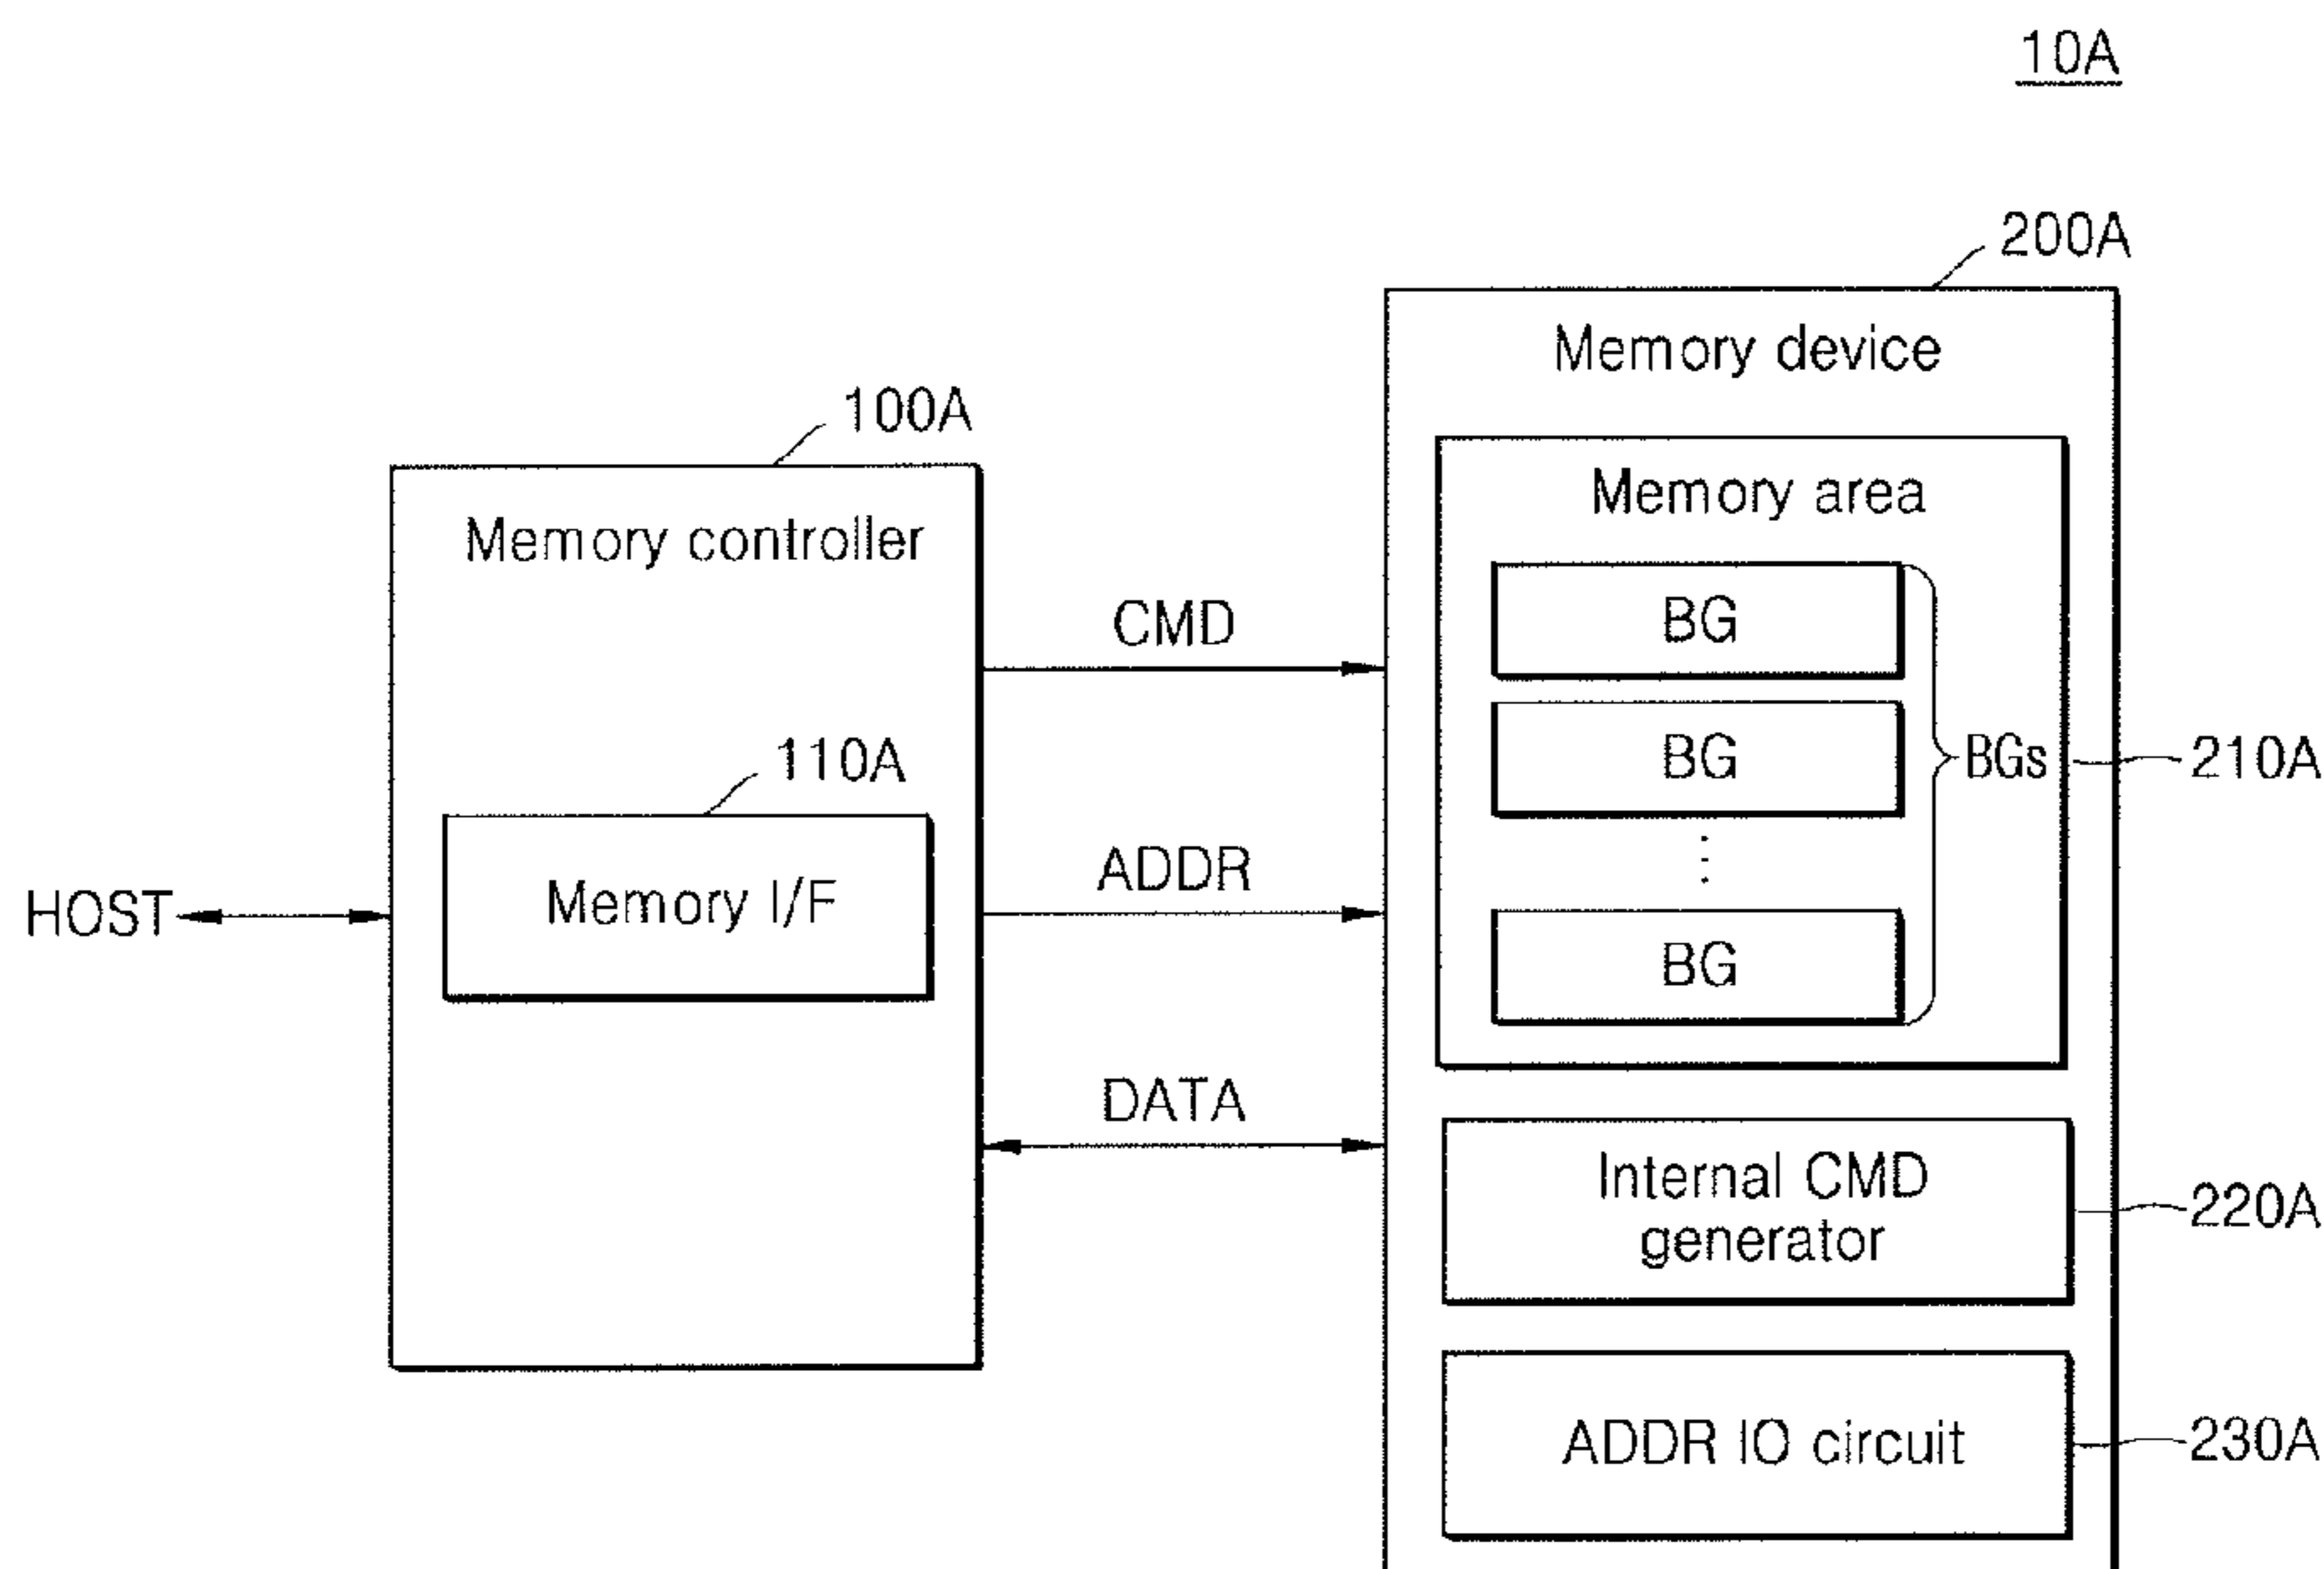 10A
200A
Memory device
100A
Memory area
Memory controller
BG
CMD
BG
BGs
210A
110A
ADDR
Memory I/F
HOST
BG
DATA
Internal CMD
generator
220A
ADDR IO circuit
230A